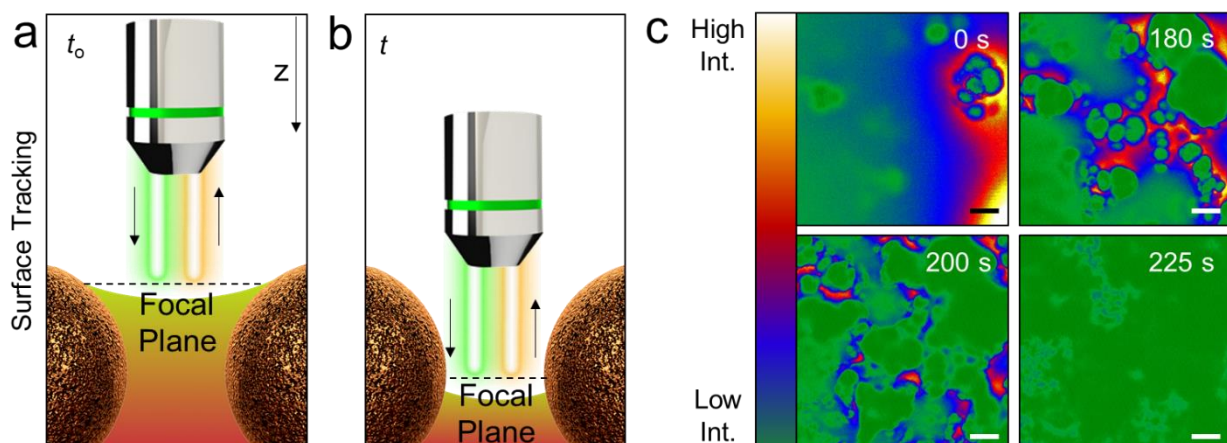 a
t₀
z
Surface Tracking
Focal
Plane
b
t
Focal
Plane
c
High
Int.
Low
Int.
0 s
180 s
200 s
225 s